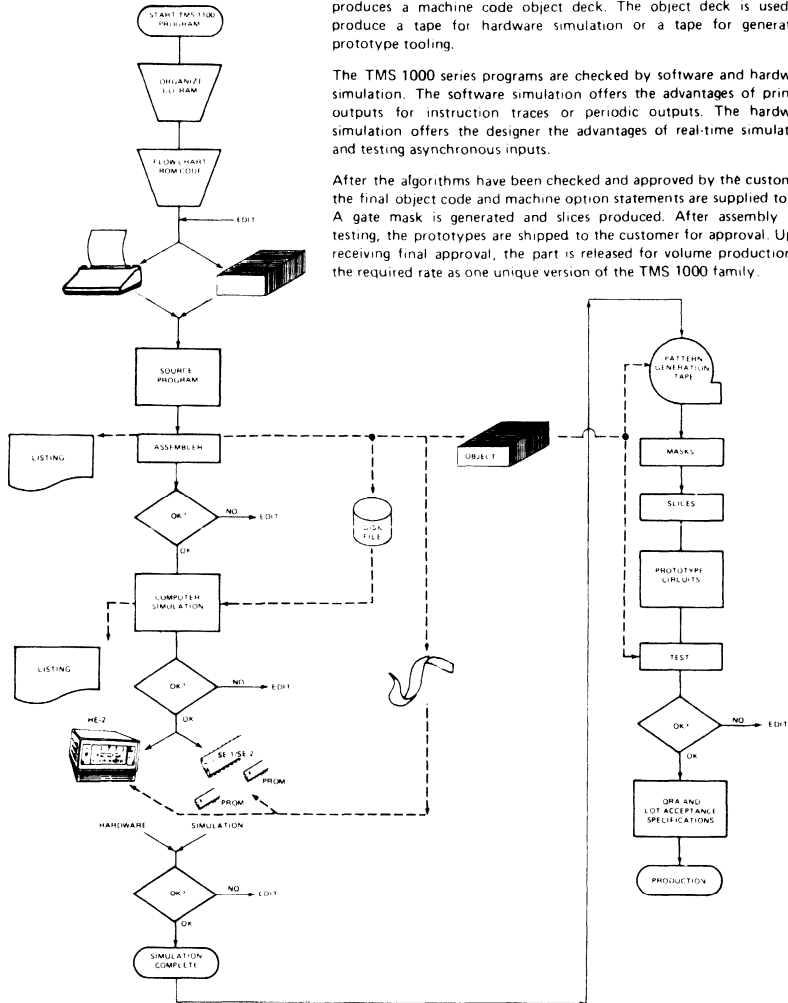 produces a machine code object deck. The object deck is used
produce a tape for hardware simulation or a tape for generat
prototype tooling.
The TMS 1000 series programs are checked by software and hardw
simulation. The software simulation offers the advantages of prin
outputs for instruction traces or periodic outputs. The hardw
simulation offers the designer the advantages of real-time simulat
and testing asynchronous inputs.
After the algorithms have been checked and approved by the custom
the final object code and machine option statements are supplied to
A gate mask is generated and slices produced. After assembly
testing, the prototypes are shipped to the customer for approval. Up
receiving final approval, the part is released for volume production
the required rate as one unique version of the TMS 1000 family.
START TMS 1100
PROGRAM
ORGANIZE
RAM
FLOWCHART
ROM CODE
EDIT
SOURCE
PROGRAM
ASSEMBLER
LISTING
OBJECT
OK?
NO
EDIT
OK
DISK
FILE
COMPUTER
SIMULATION
LISTING
OK?
NO
EDIT
OK
HE-2
SE-1/SE-2
PROM
PROM
HARDWARE
SIMULATION
OK?
NO
EDIT
OK
SIMULATION
COMPLETE
PATTERN
GENERATION
TAPE
MASKS
SLICES
PROTOTYPE
CIRCUITS
TEST
OK?
NO
EDIT
OK
QRA AND
LOT ACCEPTANCE
SPECIFICATIONS
PRODUCTION